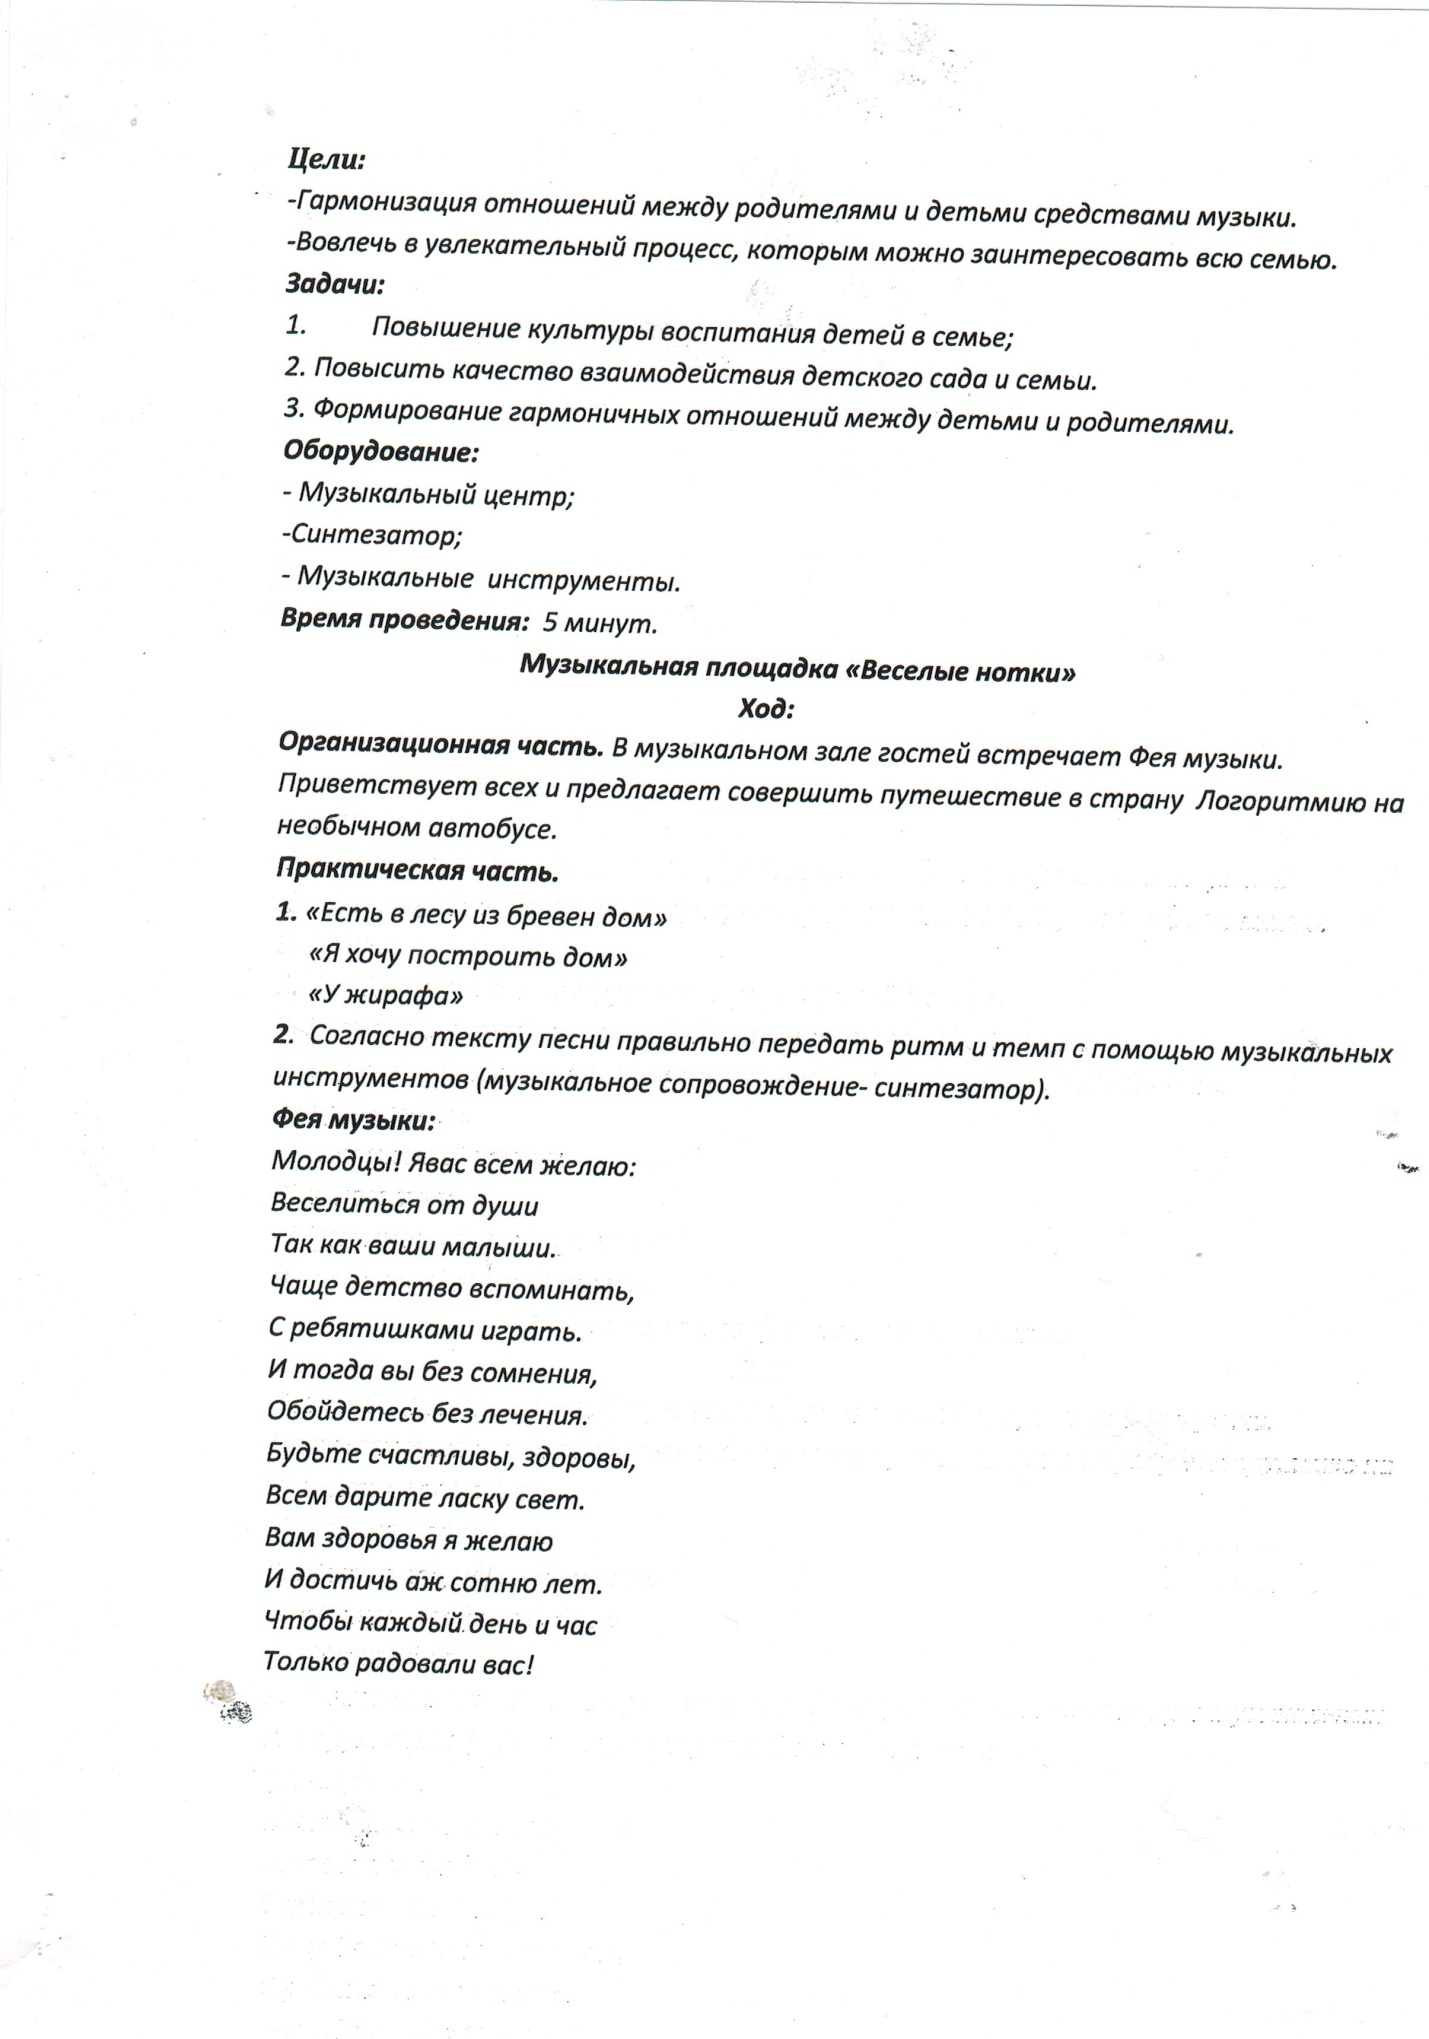 Цели:
-Гармонизация отношений между родителями и детьми средствами музыки.
-Вовлечь в увлекательный процесс, которым можно заинтересовать всю семью.
Задачи:
1. Повышение культуры воспитания детей в семье;
2. Повысить качество взаимодействия детского сада и семьи.
3. Формирование гармоничных отношений между детьми и родителями.
Оборудование:
- Музыкальный центр;
-Синтезатор;
- Музыкальные инструменты.
Время проведения: 5 минут.
Музыкальная площадка «Веселые нотки»
Ход:
Организационная часть. В музыкальном зале гостей встречает Фея музыки.
Приветствует всех и предлагает совершить путешествие в страну Логоритмию на
необычном автобусе.
Практическая часть.
1. «Есть в лесу из бревен дом»
«Я хочу построить дом»
«У жирафа»
2. Согласно тексту песни правильно передать ритм и темп с помощью музыкальных
инструментов (музыкальное сопровождение- синтезатор).
Фея музыки:
Молодцы! Явас всем желаю:
Веселиться от души
Так как ваши малыши.
Чаще детство вспоминать,
С ребятишками играть.
И тогда вы без сомнения,
Обойдетесь без лечения.
Будьте счастливы, здоровы,
Всем дарите ласку свет.
Вам здоровья я желаю
И достичь аж сотню лет.
Чтобы каждый день и час
Только радовали вас!